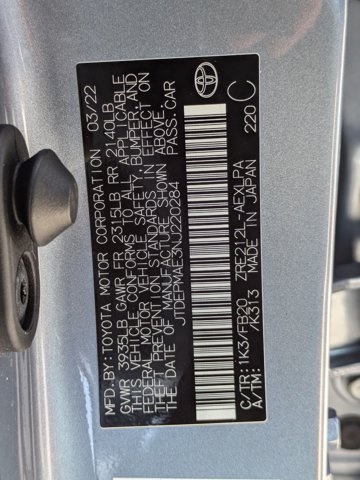 MFD.BY:TOYOTA MOTOR CORPORATION 03/22
GVWR 3935LB GAWR FR 2315LB RR 2140LB
THIS VEHICLE CONFORMS TO ALL APPLICABLE
FEDERAL MOTOR VEHICLE SAFETY, BUMPER, AND
THEFT PREVENTION STANDARDS IN EFFECT ON
THE DATE OF MANUFACTURE SHOWN ABOVE.
JTDEPMAE3NJ220284 PASS.CAR
C/TR: 1K3/FB20 ZRE212L-AEXLPA
A/TM: /K313 MADE IN JAPAN 220 C